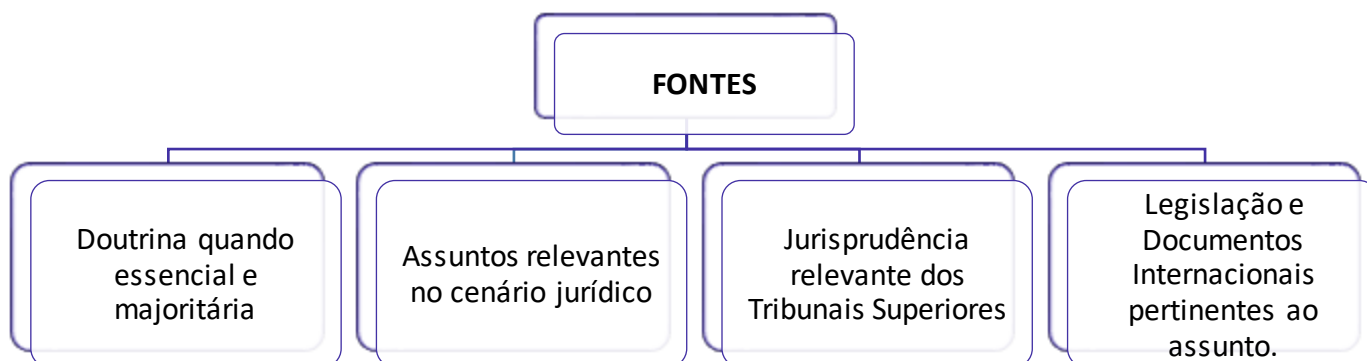 FONTES
Doutrina quando
essencial e
majoritária
Assuntos relevantes
no cenário jurídico
Jurisprudência
relevante dos
Tribunais Superiores
Legislação e
Documentos
Internacionais
pertinentes ao
assunto.